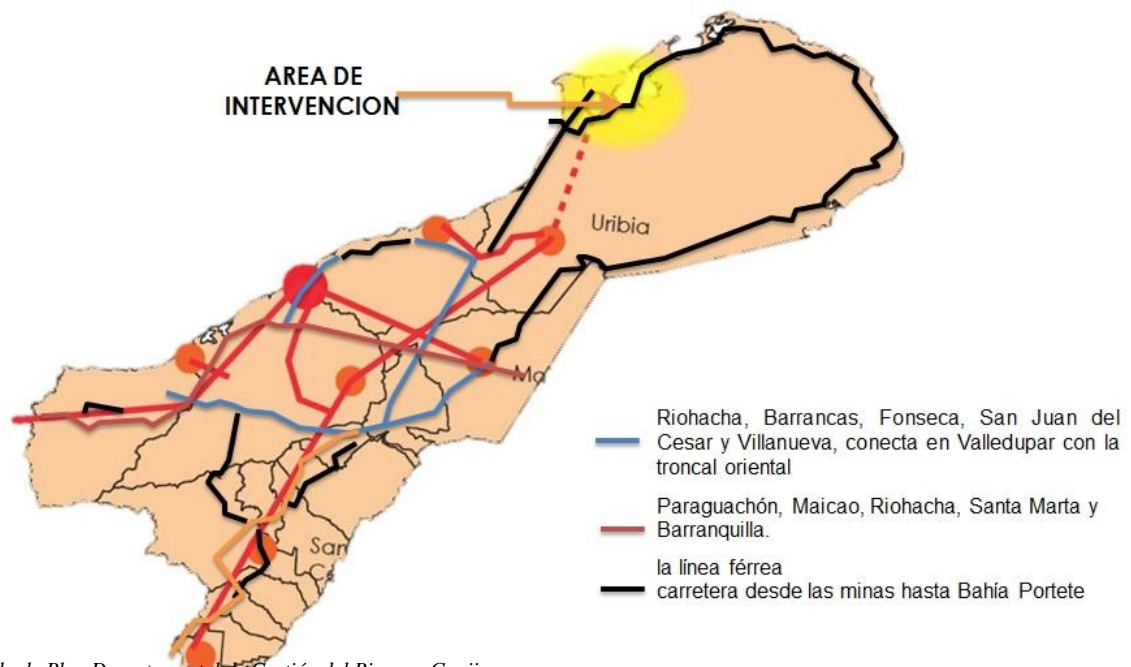 AREA DE
INTERVENCION
Uribia
Ma
San
Riohacha, Barrancas, Fonseca, San Juan del
Cesar y Villanueva, conecta en Valledupar con la
troncal oriental
Paraguachón, Maicao, Riohacha, Santa Marta y
Barranquilla.
la línea férrea
carretera desde las minas hasta Bahía Portete